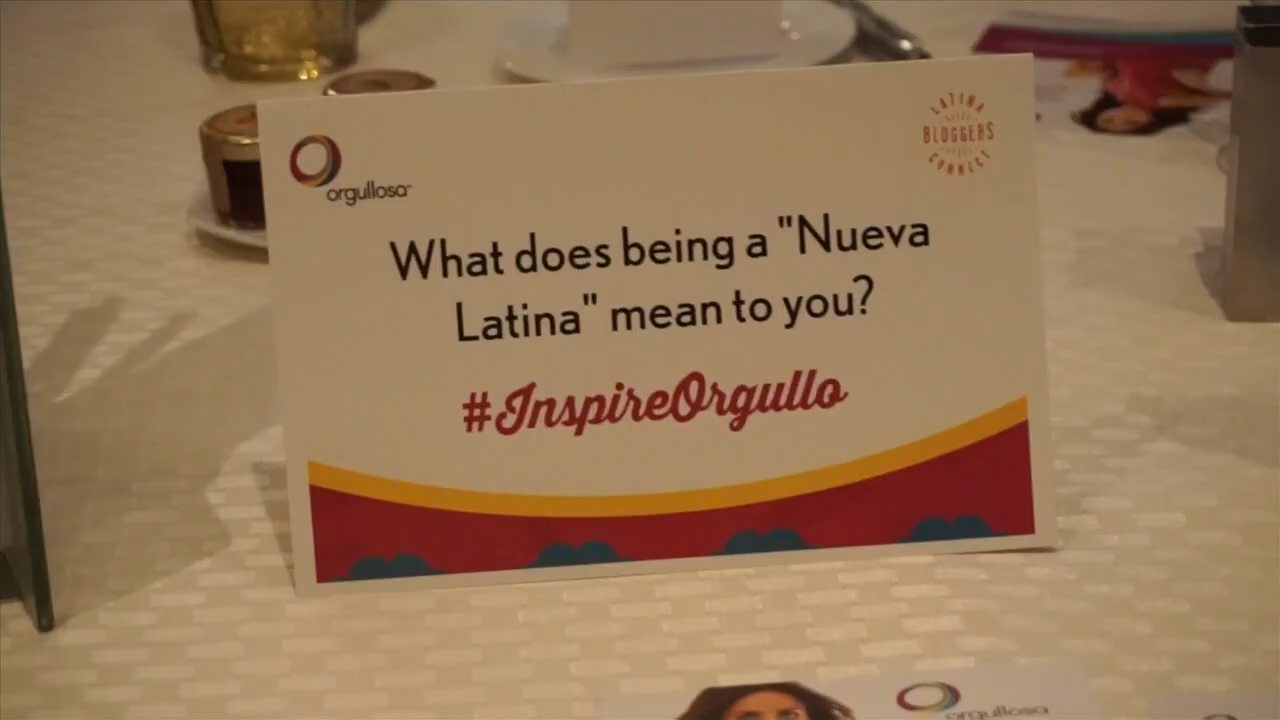 orgullosa
LATINA
BLOGGERS
CONNECT
What does being a "Nueva
Latina" mean to you?
#InspireOrgullo
orgullosa